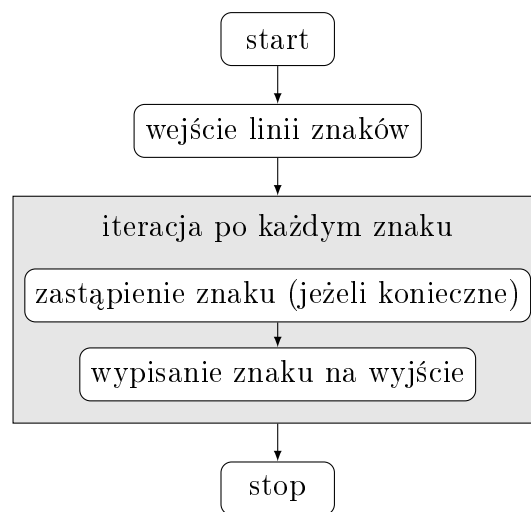 start
wejście linii znaków
iteracja po każdym znaku
zastąpienie znaku (jeżeli konieczne)
wypisanie znaku na wyjście
stop